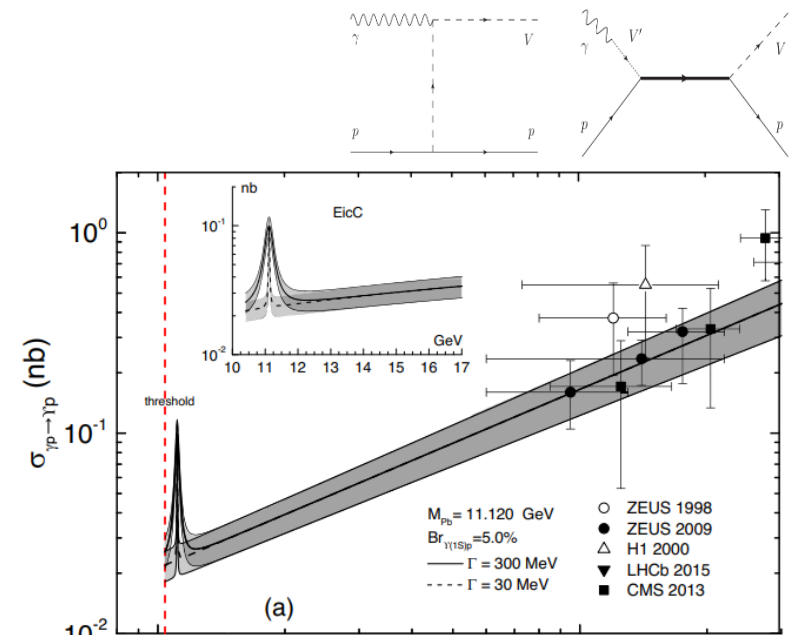 γ V
p p
γ V′ V
p p
nb
EicC
10⁻¹
10⁻²
GeV
10 11 12 13 14 15 16 17
10⁰
10⁻¹
10⁻²
σγp→ϒp (nb)
threshold
M_Pb = 11.120 GeV
Br_ϒ(1S)p = 5.0%
Γ = 300 MeV
Γ = 30 MeV
ZEUS 1998
ZEUS 2009
H1 2000
LHCb 2015
CMS 2013
(a)